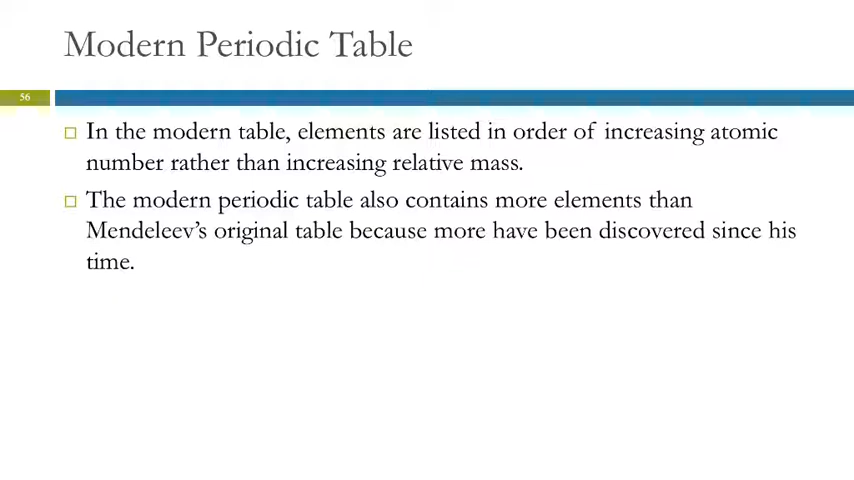 Modern Periodic Table
56
In the modern table, elements are listed in order of increasing atomic
number rather than increasing relative mass.
The modern periodic table also contains more elements than
Mendeleev’s original table because more have been discovered since his
time.